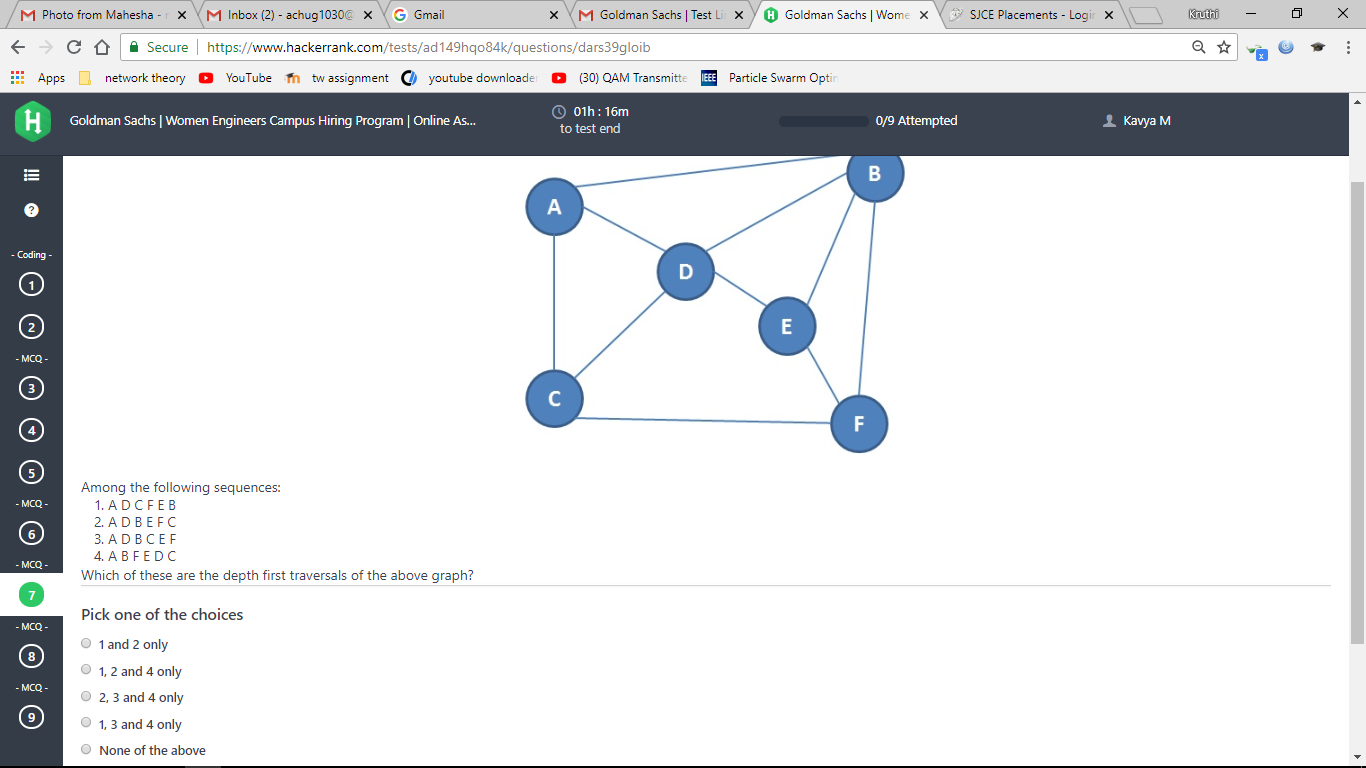 Photo from Mahesha -
Inbox (2) - achug1030@
Gmail
Goldman Sachs | Test Li
Goldman Sachs | Wome
SJCE Placements - Login
Kruthi
Secure
https://www.hackerrank.com/tests/ad149hqo84k/questions/dars39gloib
x
Apps
network theory
YouTube
tw assignment
youtube downloade
(30) QAM Transmitte
IEEE
Particle Swarm Optim
H
Goldman Sachs | Women Engineers Campus Hiring Program | Online As...
01h : 16m
to test end
0/9 Attempted
Kavya M
?
- Coding -
1
2
- MCQ -
3
4
5
- MCQ -
6
- MCQ -
7
- MCQ -
8
- MCQ -
9
B
A
D
E
C
F
Among the following sequences:
1. A D C F E B
2. A D B E F C
3. A D B C E F
4. A B F E D C
Which of these are the depth first traversals of the above graph?
Pick one of the choices
1 and 2 only
1, 2 and 4 only
2, 3 and 4 only
1, 3 and 4 only
None of the above